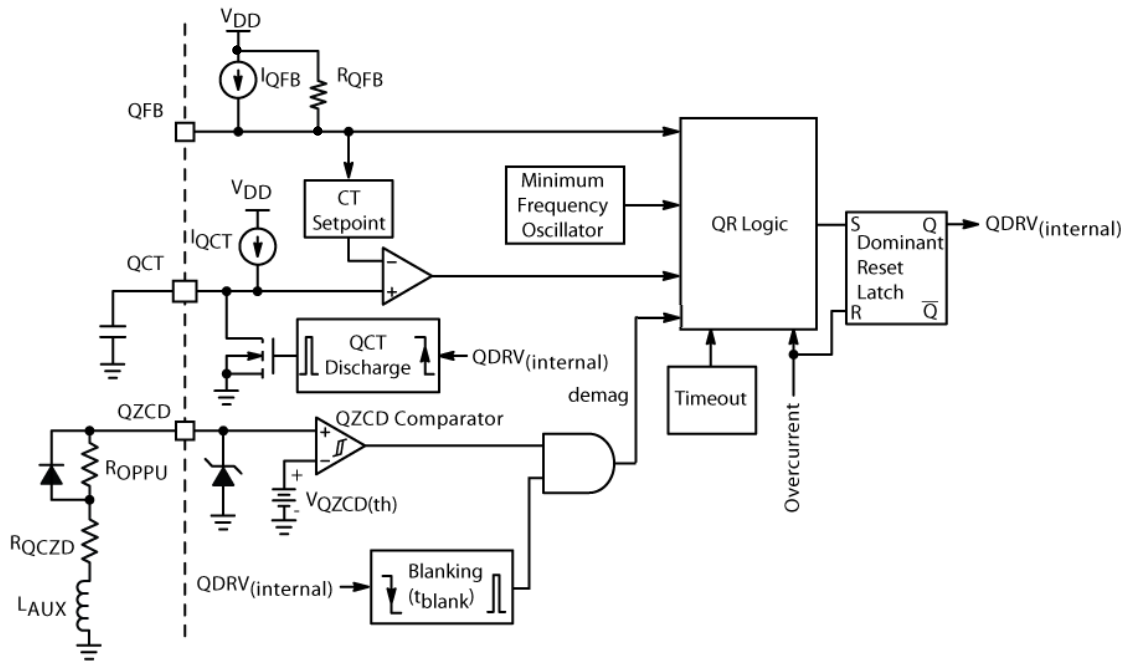 VDD
IQFB
RQFB
QFB
CT
Setpoint
VDD
IQCT
QCT
Minimum
Frequency
Oscillator
QR Logic
S
Q
Dominant
Reset
Latch
R
Q
QDRV(internal)
QCT
Discharge
QDRV(internal)
demag
Timeout
Overcurrent
QZCD
QZCD Comparator
+
-
+
-
+
-
ROPPU
VQZCD(th)
RQCZD
LAUX
QDRV(internal)
Blanking
(tblank)